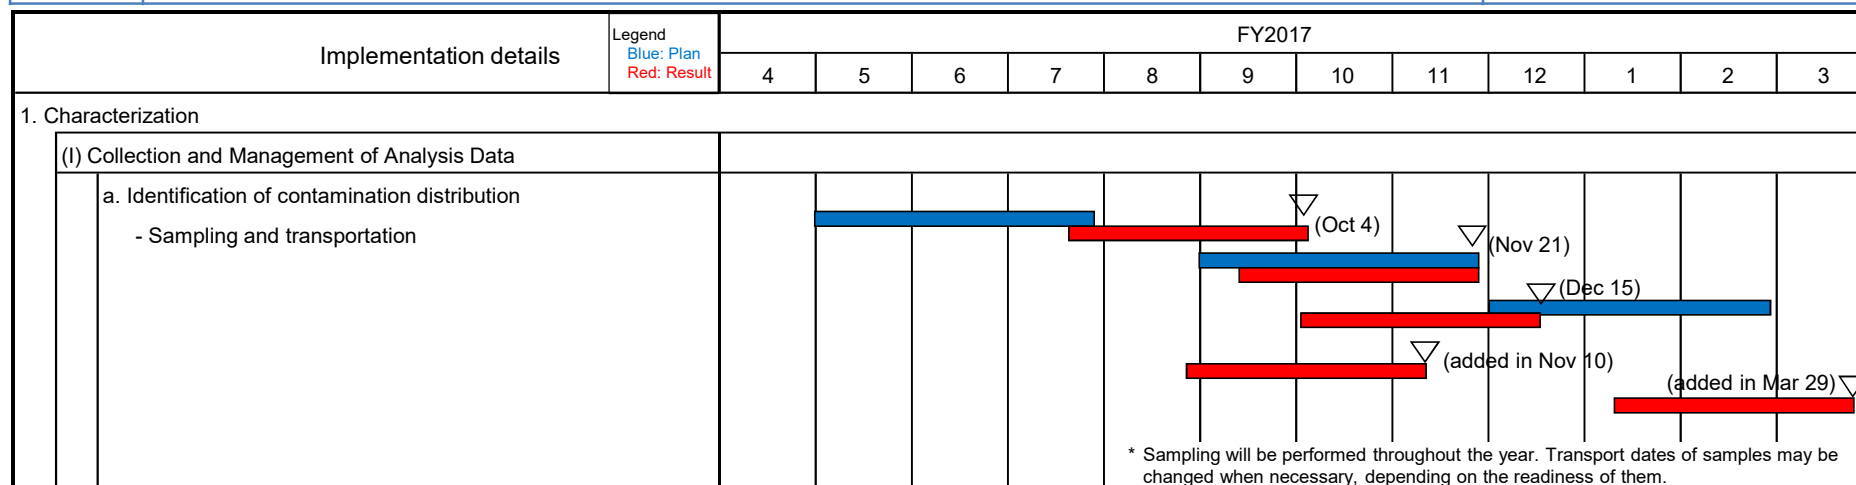 Implementation details
Legend
Blue: Plan
Red: Result
FY2017
4 5 6 7 8 9 10 11 12 1 2 3
1. Characterization
(I) Collection and Management of Analysis Data
a. Identification of contamination distribution
- Sampling and transportation
(Oct 4)
(Nov 21)
(Dec 15)
(added in Nov 10)
(added in Mar 29)
* Sampling will be performed throughout the year. Transport dates of samples may be
changed when necessary, depending on the readiness of them.